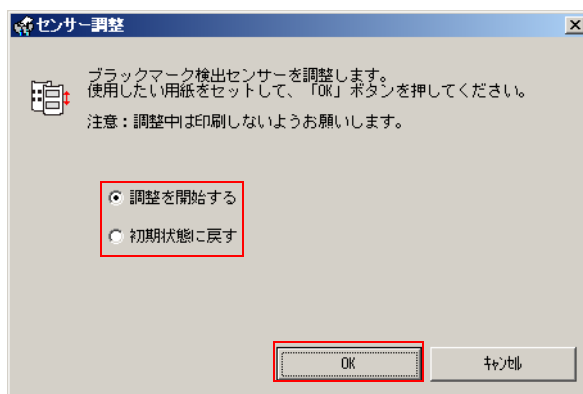 センサー調整
ブラックマーク検出センサーを調整します。
使用したい用紙をセットして、「OK」ボタンを押してください。
注意：調整中は印刷しないようお願いします。
調整を開始する
初期状態に戻す
OK
ｷｬﾝｾﾙ